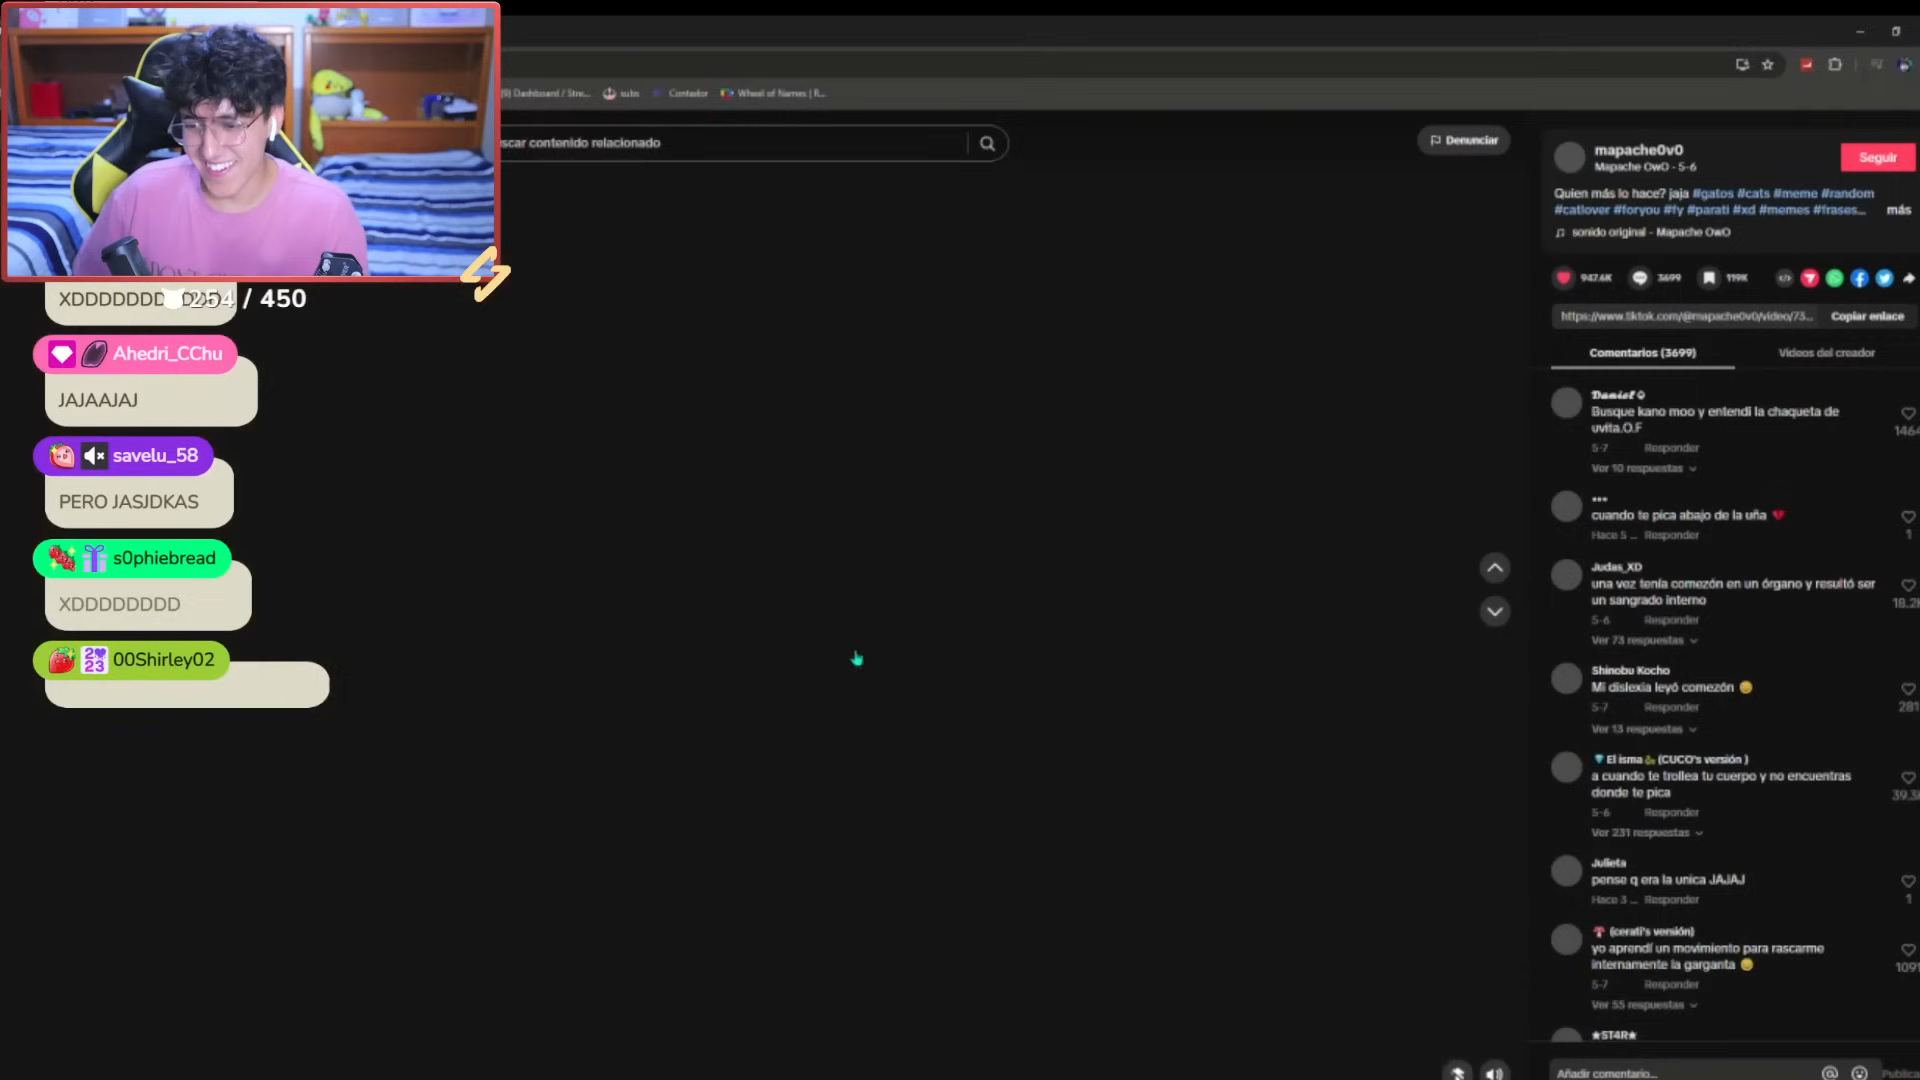 Dashboard / Stre...
subs
Contador
Wheel of Names | R...
scar contenido relacionado
Denunciar
254 / 450
Ahedri_CChu
JAJAAJAJ
savelu_58
PERO JASJDKAS
s0phiebread
XDDDDDDDD
00Shirley02
mapache0v0
Mapache OwO - 5-6
Seguir
Quien más lo hace? jaja #gatos #cats #meme #random
#catlover #foryou #fy #parati #xd #memes #frases... más
sonido original - Mapache OwO
947.6K
3699
119K
https://www.tiktok.com/@mapache0v0/video/73...
Copiar enlace
Comentarios (3699)
Videos del creador
Daniel
Busque kano moo y entendi la chaqueta de
uvita.O.F
1464
5-7 Responder
Ver 10 respuestas
***
cuando te pica abajo de la uña
Hace 5 ... Responder
1
Judas_XD
una vez tenía comezón en un órgano y resultó ser
un sangrado interno
18.2K
5-6 Responder
Ver 73 respuestas
Shinobu Kocho
Mi dislexia leyó comezón
281
5-7 Responder
Ver 13 respuestas
El isma (CUCO's versión )
a cuando te trollea tu cuerpo y no encuentras
donde te pica
5-6 Responder
Ver 231 respuestas
Julieta
pense q era la unica JAJAJ
Hace 3 ... Responder
1
(cerati's versión)
yo aprendí un movimiento para rascarme
internamente la garganta
1091
5-7 Responder
Ver 55 respuestas
★ST4R★
Añadir comentario...
Publica